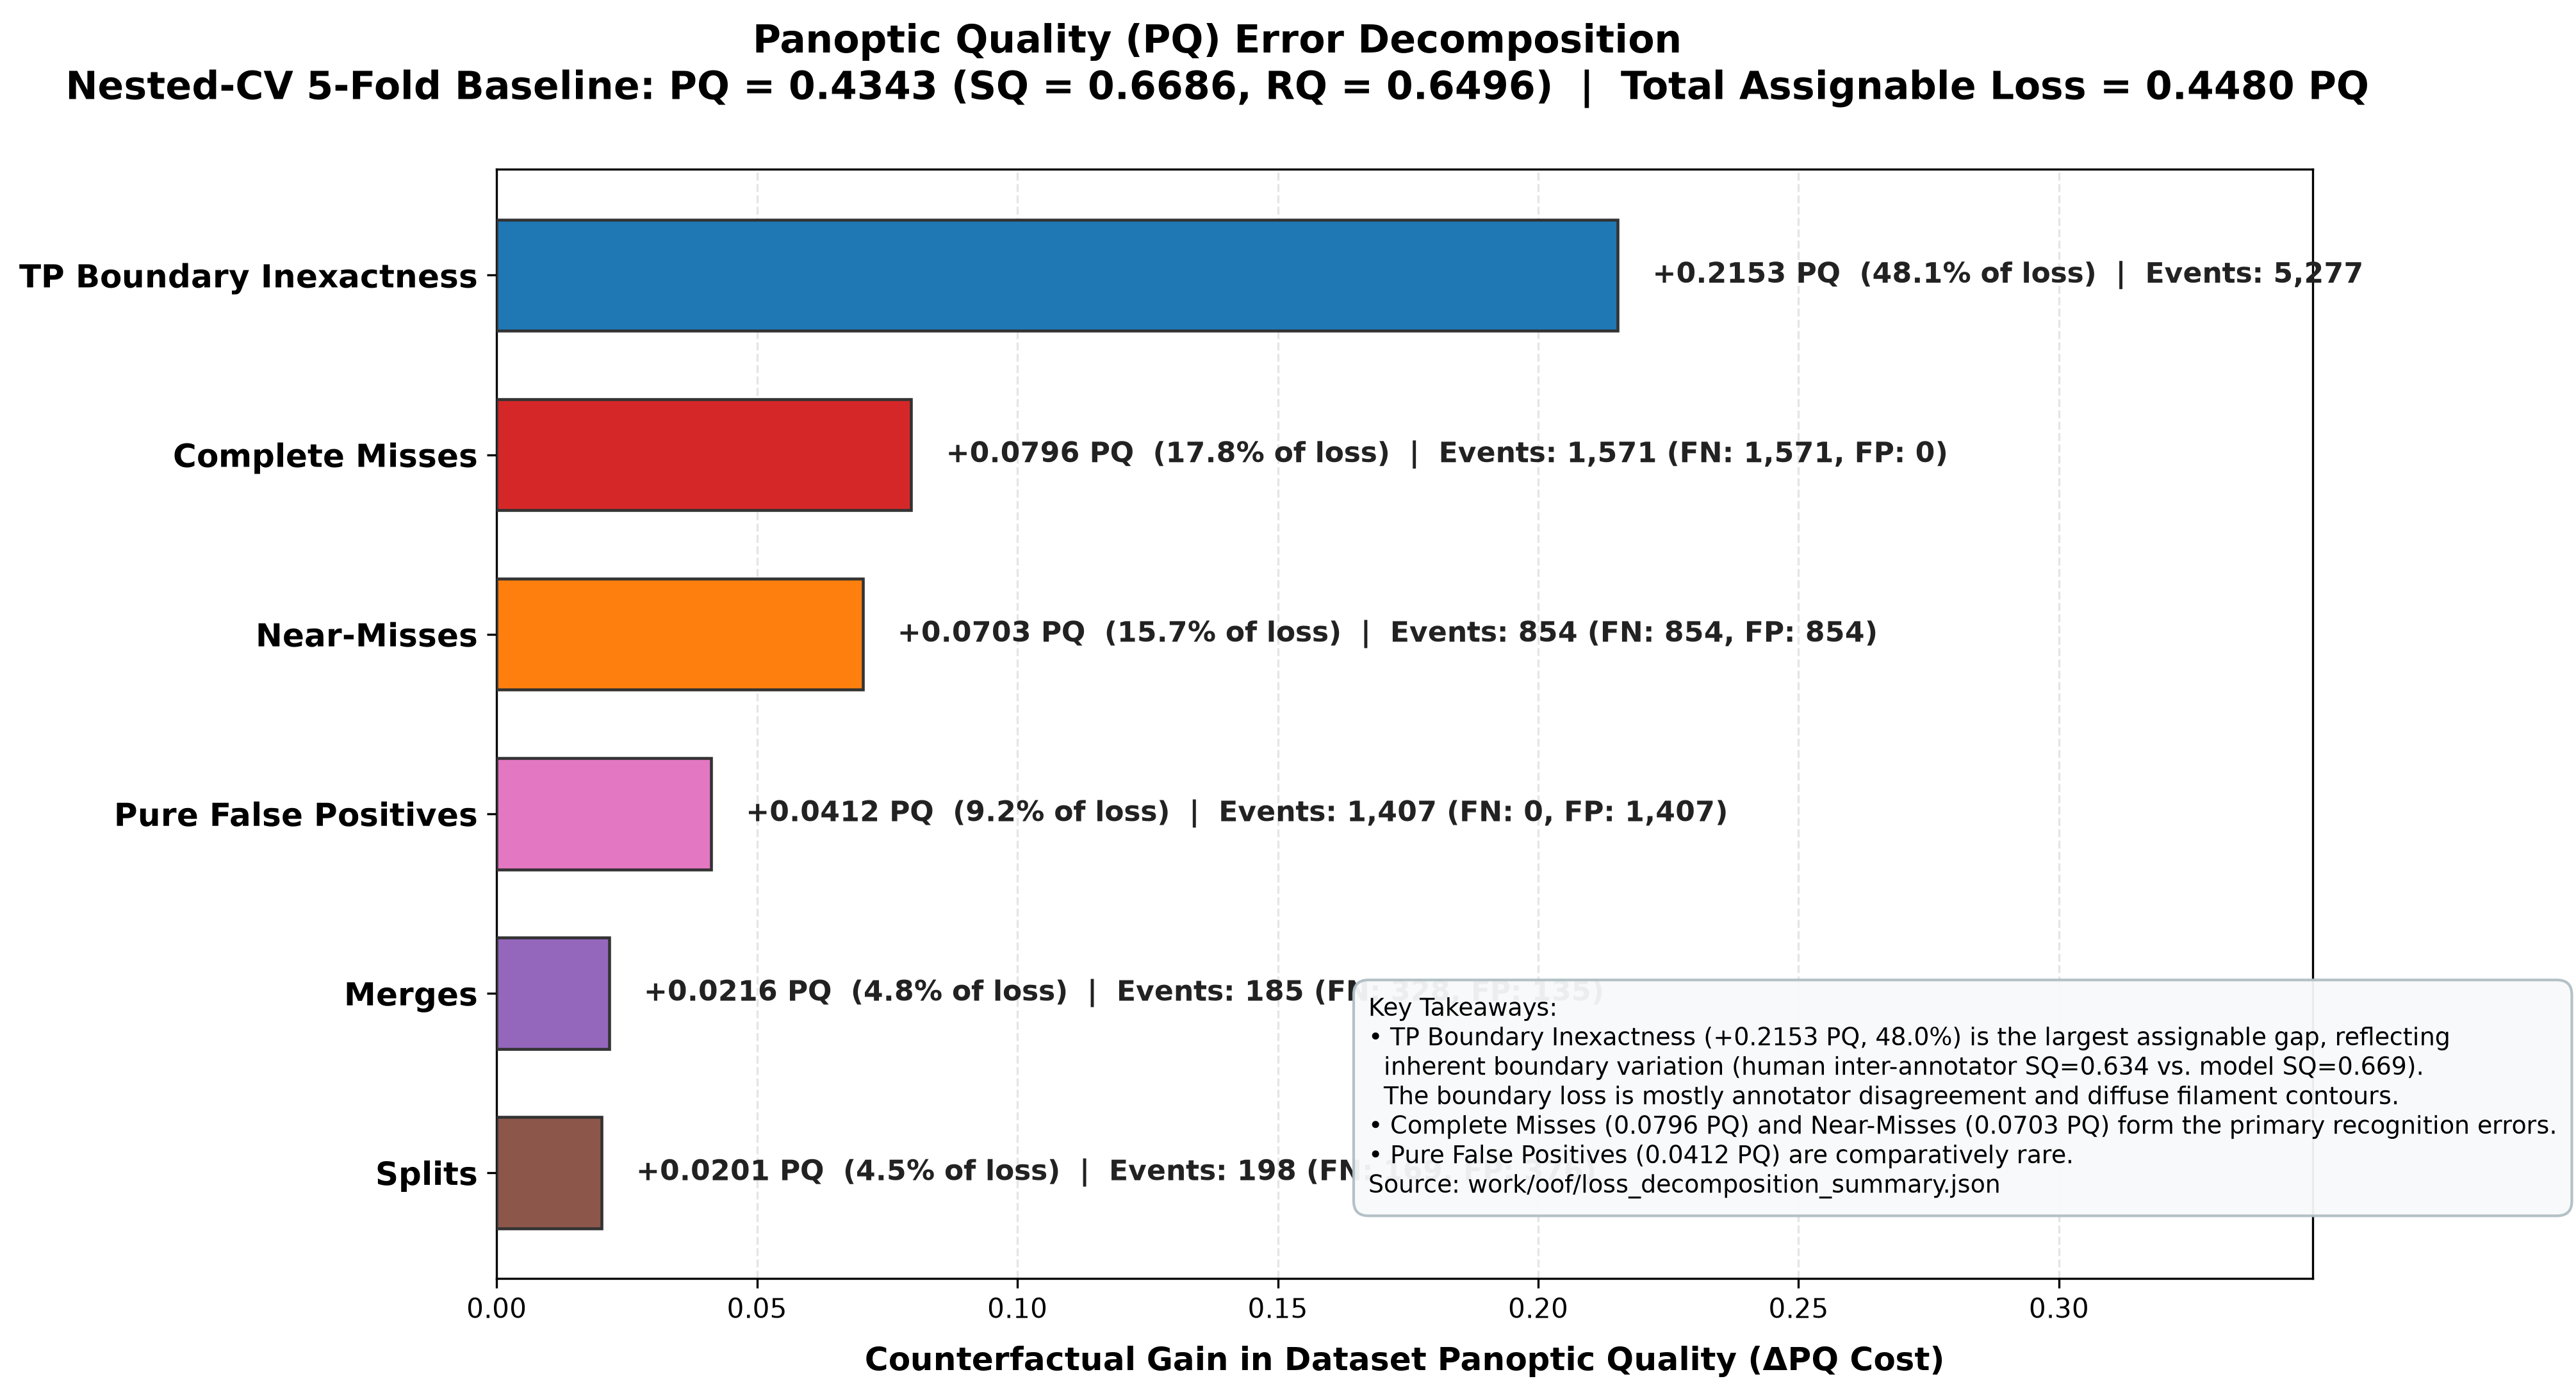 Panoptic Quality (PQ) Error Decomposition
Nested-CV 5-Fold Baseline: PQ = 0.4343 (SQ = 0.6686, RQ = 0.6496) | Total Assignable Loss = 0.4480 PQ
TP Boundary Inexactness
+0.2153 PQ (48.1% of loss) | Events: 5,277
Complete Misses
+0.0796 PQ (17.8% of loss) | Events: 1,571 (FN: 1,571, FP: 0)
Near-Misses
+0.0703 PQ (15.7% of loss) | Events: 854 (FN: 854, FP: 854)
Pure False Positives
+0.0412 PQ (9.2% of loss) | Events: 1,407 (FN: 0, FP: 1,407)
Merges
+0.0216 PQ (4.8% of loss) | Events: 185 (FN: 328, FP: 135)
Splits
+0.0201 PQ (4.5% of loss) | Events: 198 (FN: 169, FP: 376)
Key Takeaways:
• TP Boundary Inexactness (+0.2153 PQ, 48.0%) is the largest assignable gap, reflecting
inherent boundary variation (human inter-annotator SQ=0.634 vs. model SQ=0.669).
The boundary loss is mostly annotator disagreement and diffuse filament contours.
• Complete Misses (0.0796 PQ) and Near-Misses (0.0703 PQ) form the primary recognition errors.
• Pure False Positives (0.0412 PQ) are comparatively rare.
Source: work/oof/loss_decomposition_summary.json
0.00 0.05 0.10 0.15 0.20 0.25 0.30
Counterfactual Gain in Dataset Panoptic Quality (ΔPQ Cost)